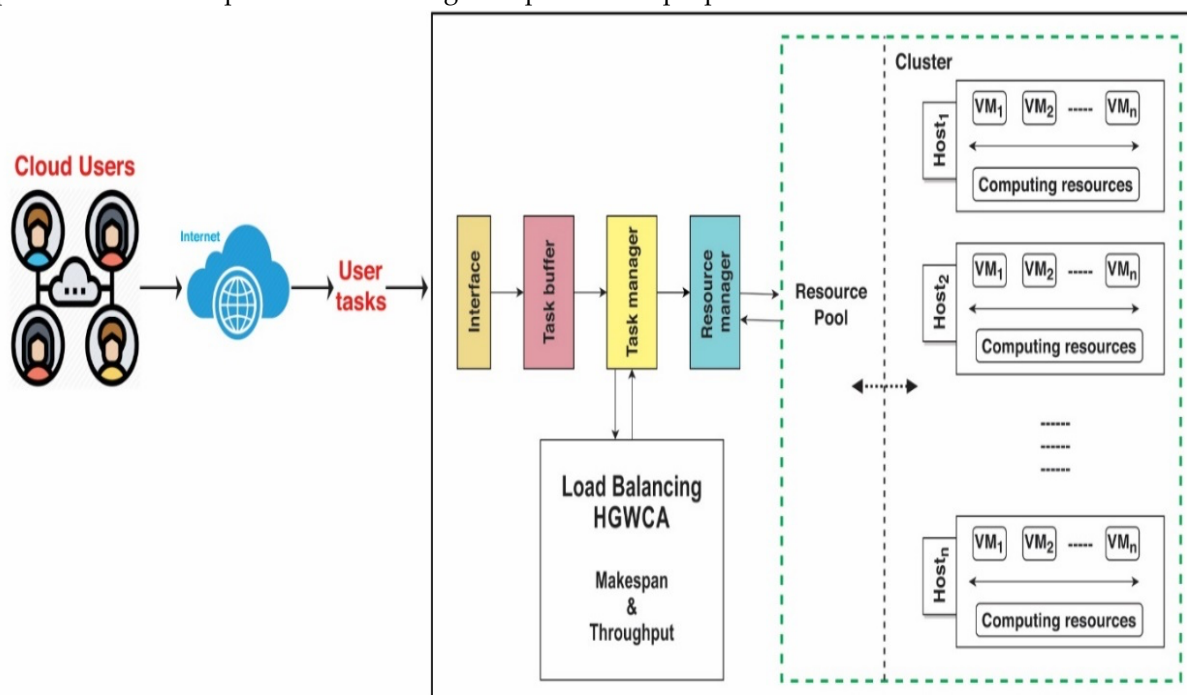 Cloud Users
Internet
User
tasks
Interface
Task buffer
Task manager
Resource
manager
Load Balancing
HGWCA
Makespan
&
Throughput
Resource
Pool
Cluster
Host₁
VM₁ VM₂ ----- VMₙ
Computing resources
Host₂
VM₁ VM₂ ----- VMₙ
Computing resources
------
------
------
Hostₙ
VM₁ VM₂ ----- VMₙ
Computing resources